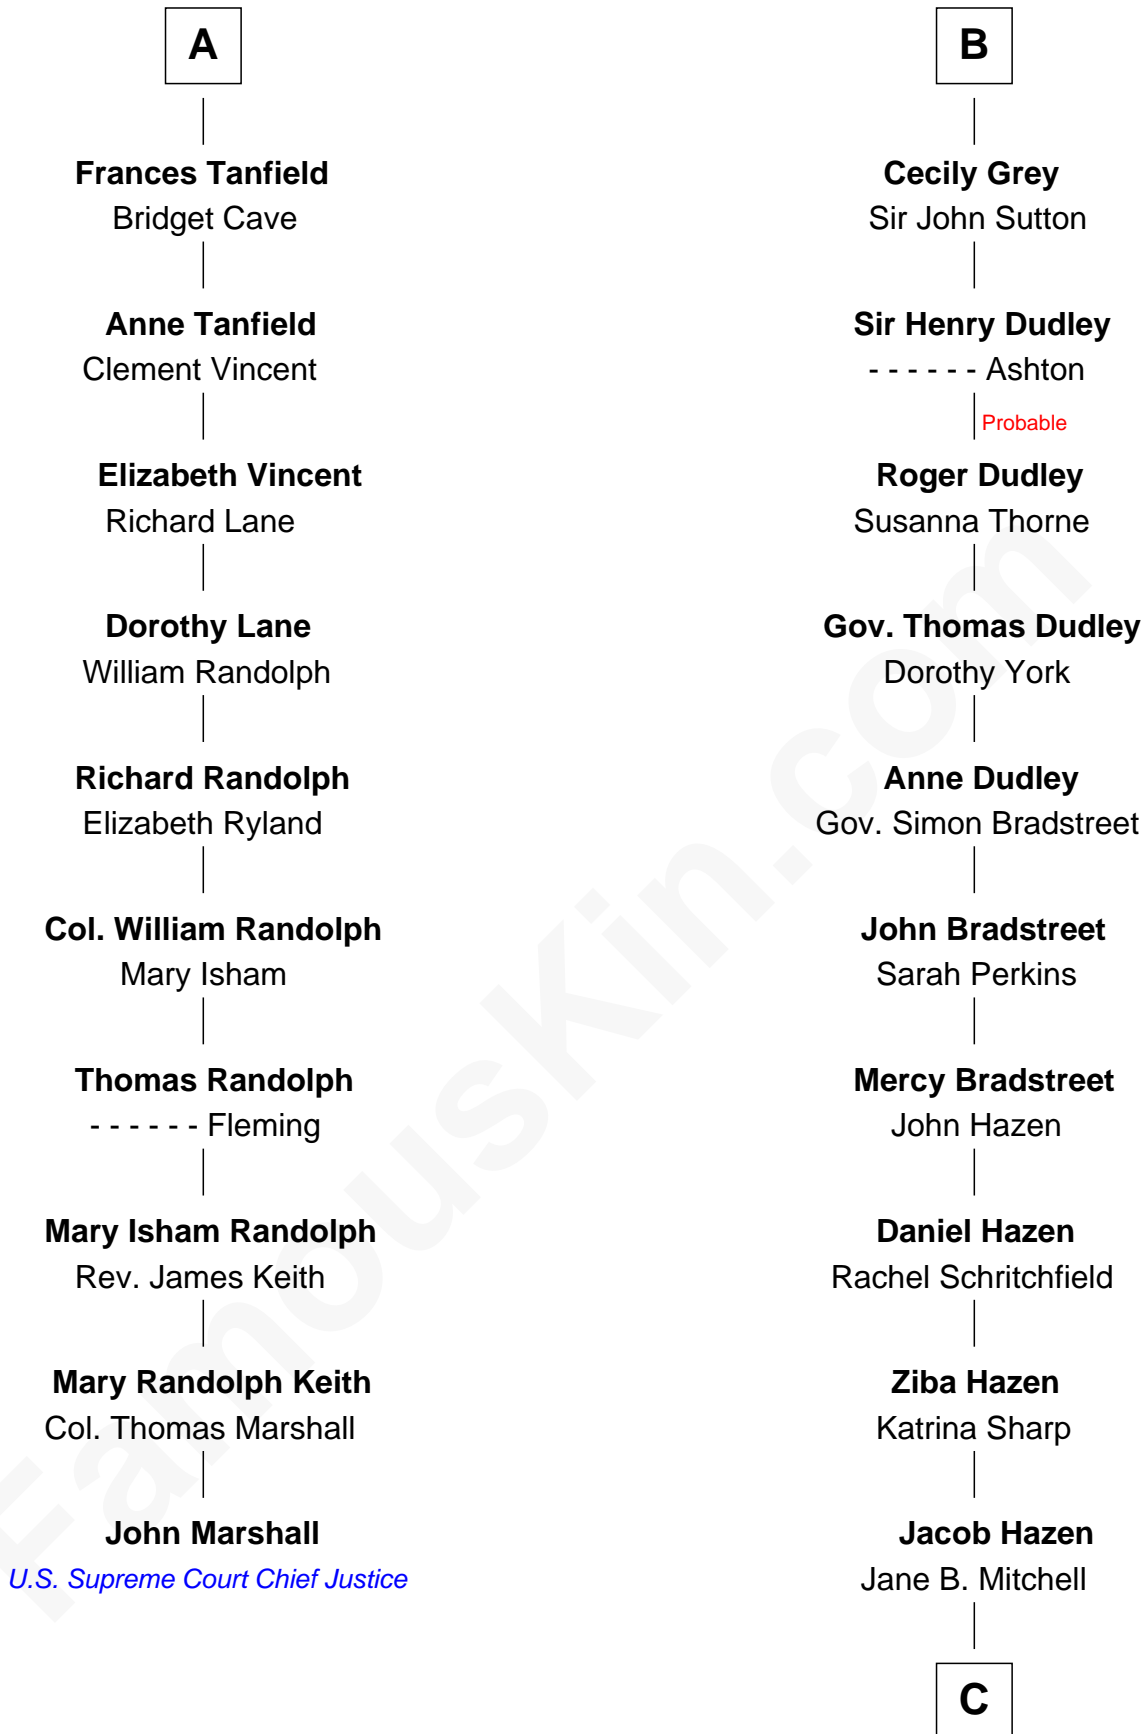 A
Frances Tanfield
Bridget Cave
Anne Tanfield
Clement Vincent
Elizabeth Vincent
Richard Lane
Dorothy Lane
William Randolph
Richard Randolph
Elizabeth Ryland
Col. William Randolph
Mary Isham
Thomas Randolph
- - - - - - Fleming
Mary Isham Randolph
Rev. James Keith
Mary Randolph Keith
Col. Thomas Marshall
John Marshall
U.S. Supreme Court Chief Justice
B
Cecily Grey
Sir John Sutton
Sir Henry Dudley
- - - - - - Ashton
Probable
Roger Dudley
Susanna Thorne
Gov. Thomas Dudley
Dorothy York
Anne Dudley
Gov. Simon Bradstreet
John Bradstreet
Sarah Perkins
Mercy Bradstreet
John Hazen
Daniel Hazen
Rachel Schritchfield
Ziba Hazen
Katrina Sharp
Jacob Hazen
Jane B. Mitchell
C
FamousKin.com